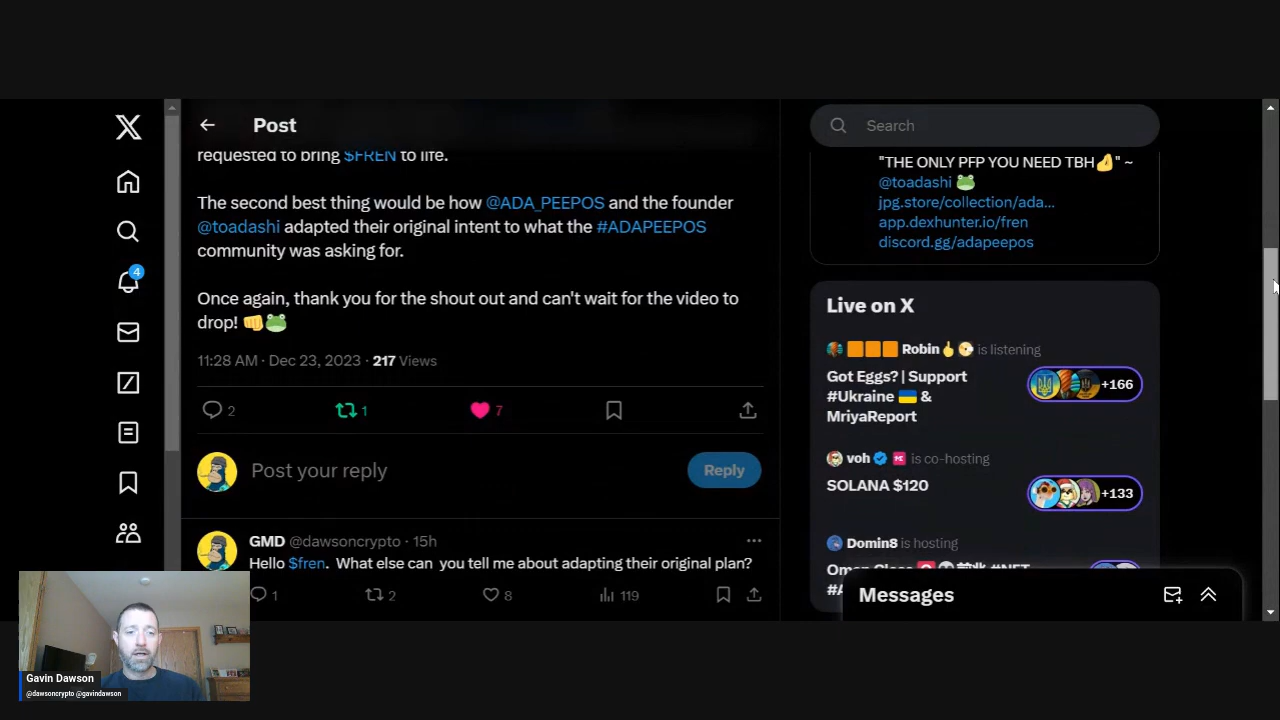 Post
Search
requested to bring $FREN to life.
The second best thing would be how @ADA_PEEPOS and the founder
@toadashi adapted their original intent to what the #ADAPEEPOS
community was asking for.
Once again, thank you for the shout out and can't wait for the video to
drop! 👊🐸
11:28 AM · Dec 23, 2023 · 217 Views
2
1
7
Post your reply
Reply
GMD @dawsoncrypto · 15h
Hello $fren. What else can you tell me about adapting their original plan?
1
2
8
119
4
"THE ONLY PFP YOU NEED TBH🤌" ~
@toadashi 🐸
jpg.store/collection/ada...
app.dexhunter.io/fren
discord.gg/adapeepos
Live on X
Robin is listening
Got Eggs? | Support
#Ukraine 🇺🇦 &
MriyaReport
+166
voh is co-hosting
SOLANA $120
+133
Domin8 is hosting
Messages
Gavin Dawson
@dawsoncrypto @gavindawson